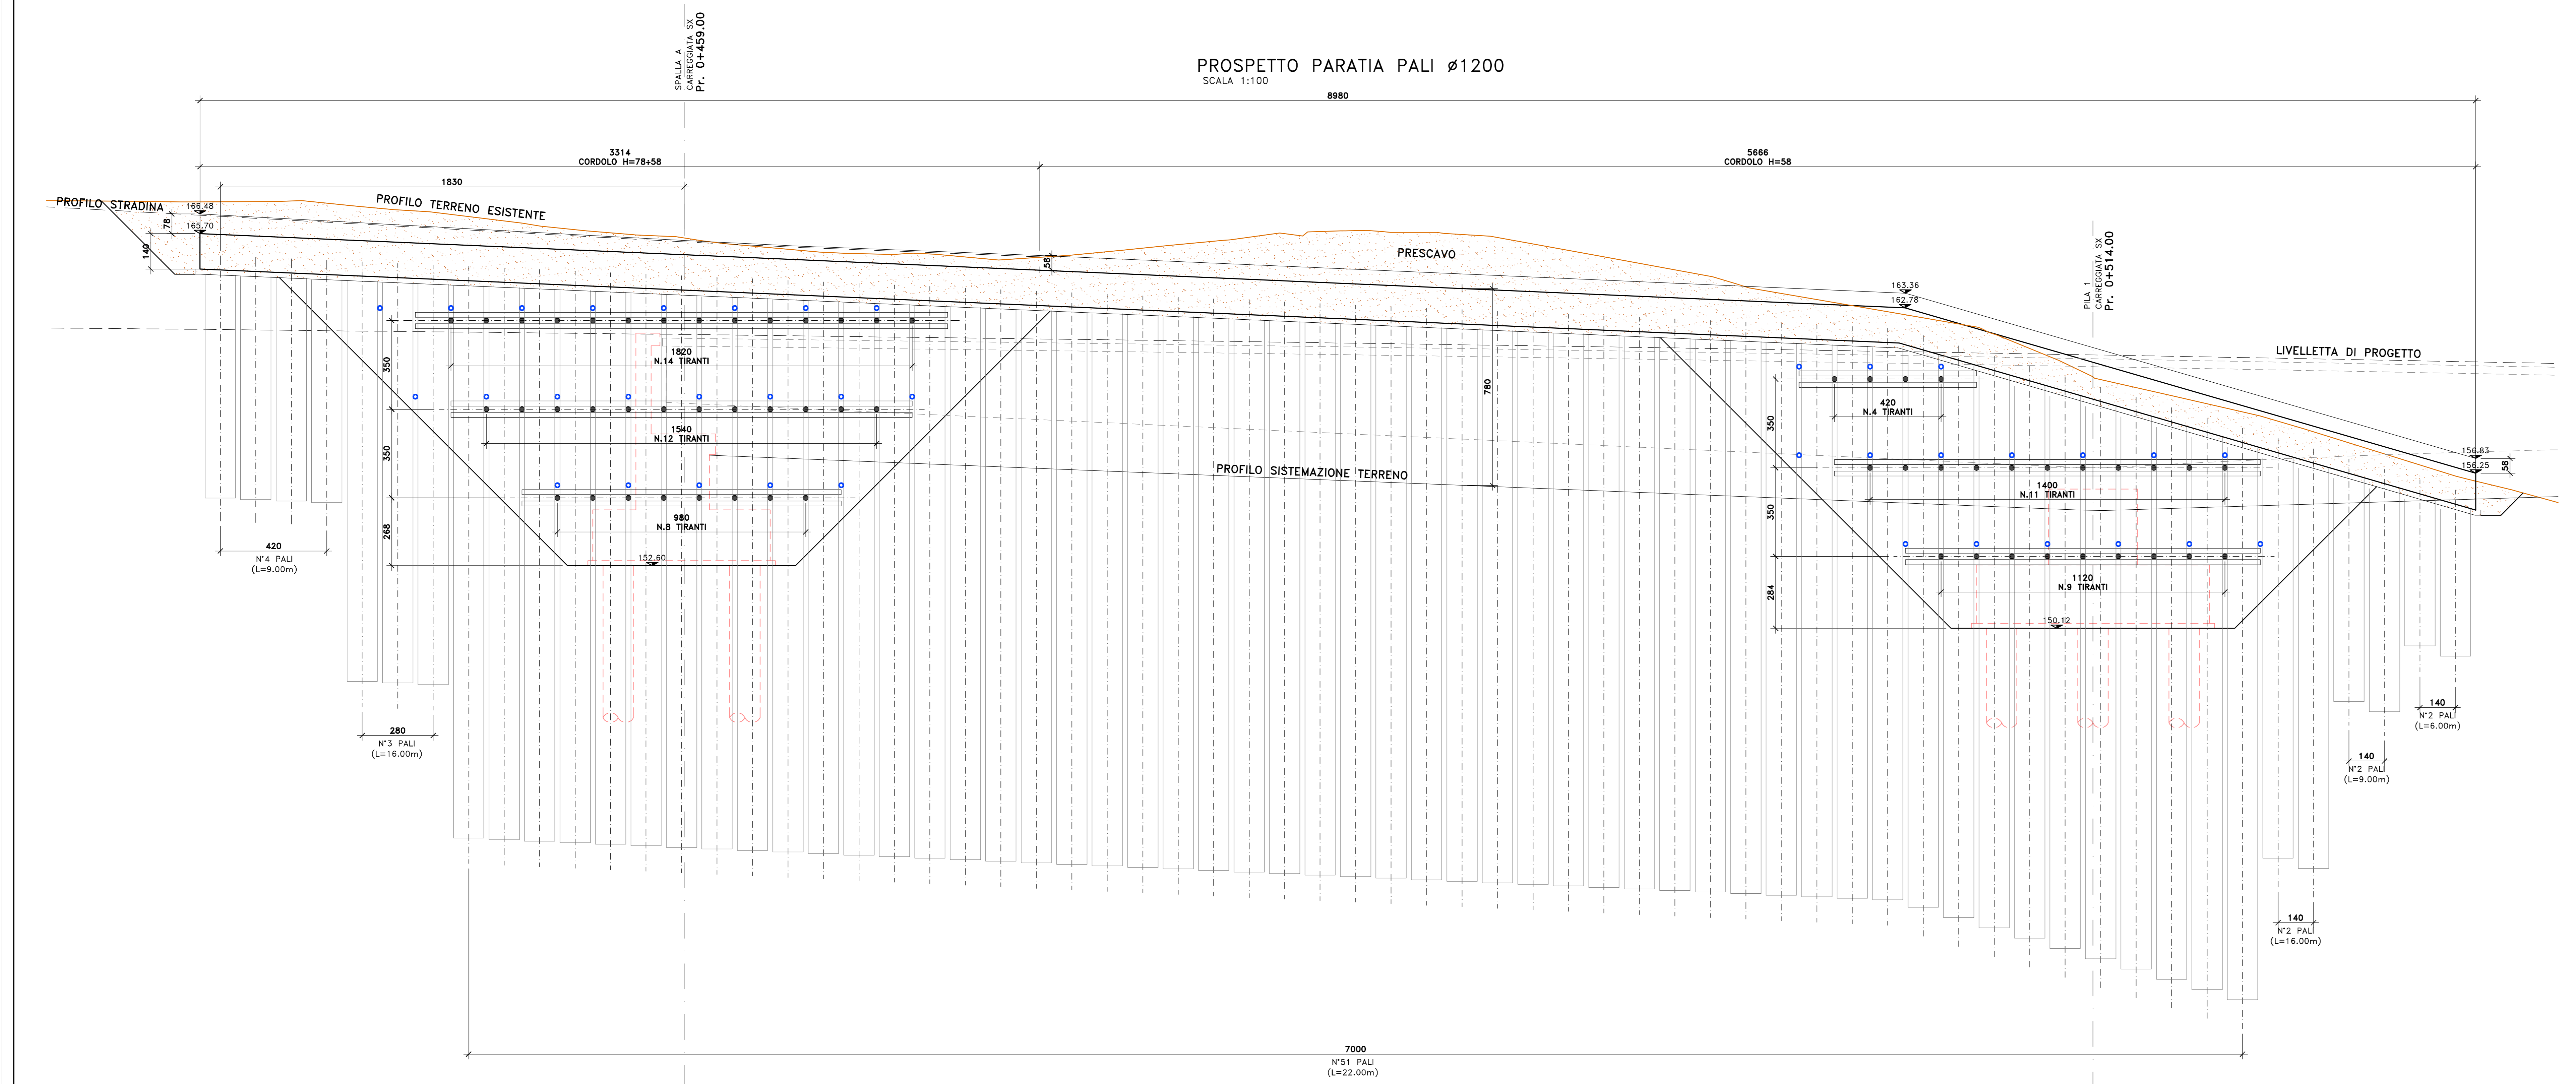 SPALLA A
CARREGGIATA SX
Pr. 0+459.00
PROSPETTO PARATIA PALI ø1200
SCALA 1:100
8980
3314
CORDOLO H=78+58
5666
CORDOLO H=58
1830
PROFILO STRADINA
166.48
78
165.70
140
PROFILO TERRENO ESISTENTE
58
PRESCAVO
163.36
162.78
PILA 1
CARREGGIATA SX
Pr. 0+514.00
LIVELLETTA DI PROGETTO
350
1820
N.14 TIRANTI
780
350
420
N.4 TIRANTI
350
1540
N.12 TIRANTI
PROFILO SISTEMAZIONE TERRENO
156.83
156.25
58
350
1400
N.11 TIRANTI
268
980
N.8 TIRANTI
152.60
420
N°4 PALI
(L=9.00m)
284
1120
N.9 TIRANTI
150.12
280
N°3 PALI
(L=16.00m)
140
N°2 PALI
(L=6.00m)
140
N°2 PALI
(L=9.00m)
140
N°2 PALI
(L=16.00m)
7000
N°51 PALI
(L=22.00m)